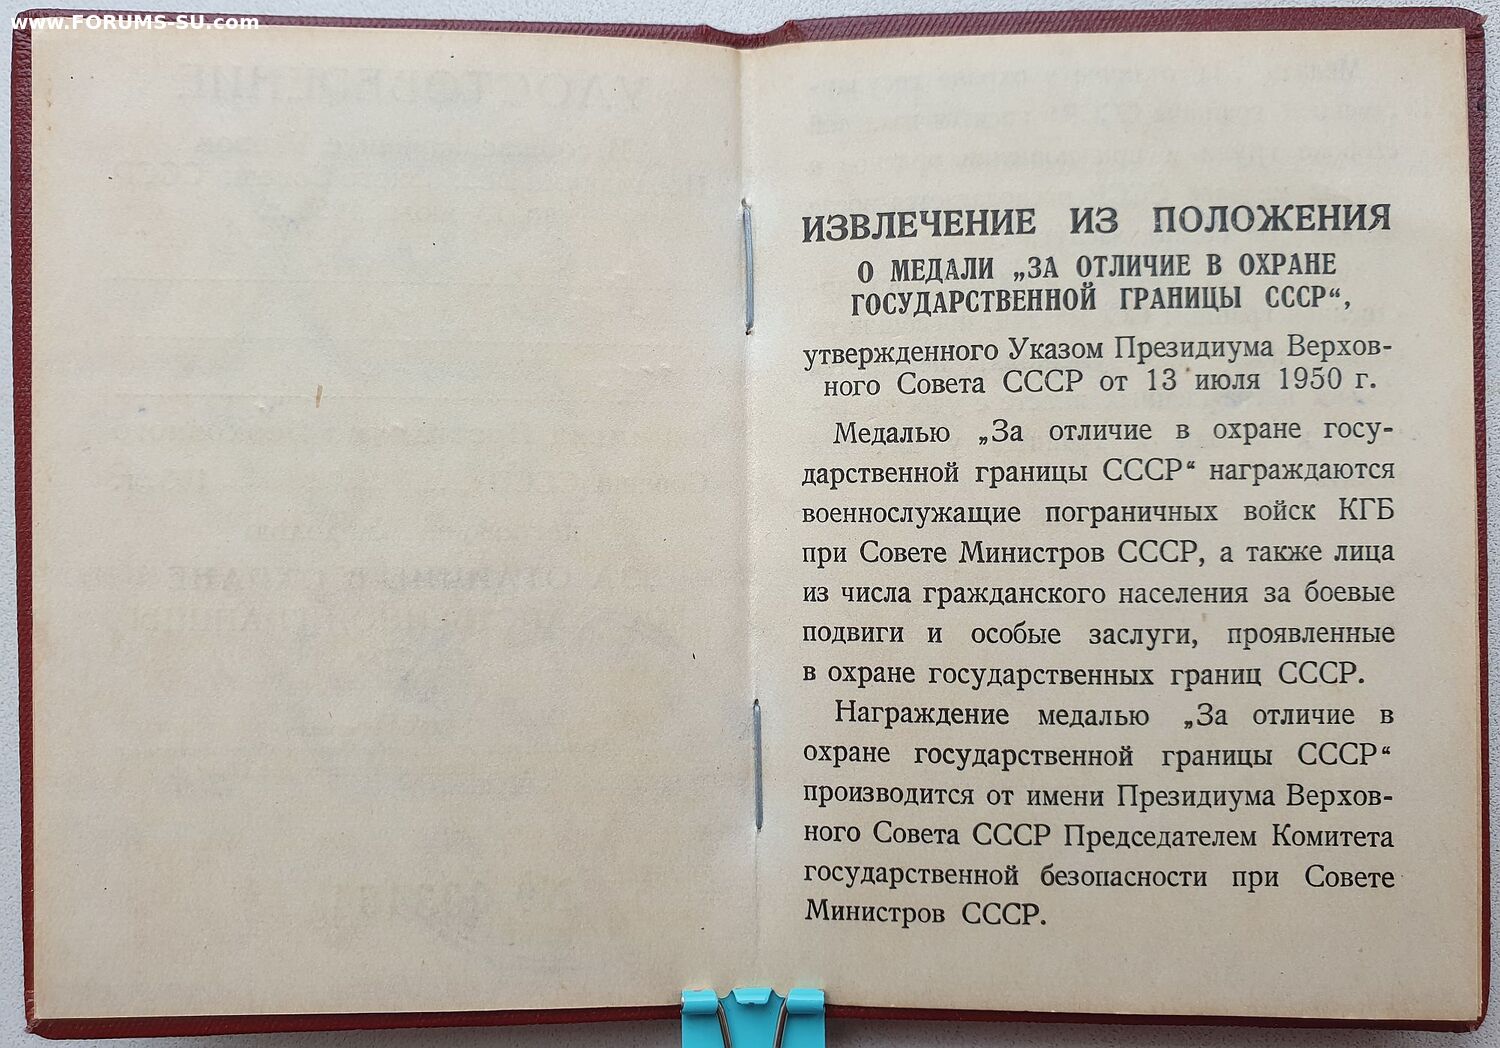 www.FORUMS-SU.com
ИЗВЛЕЧЕНИЕ ИЗ ПОЛОЖЕНИЯ
О МЕДАЛИ „ЗА ОТЛИЧИЕ В ОХРАНЕ
ГОСУДАРСТВЕННОЙ ГРАНИЦЫ СССР“,
утвержденного Указом Президиума Верхов-
ного Совета СССР от 13 июля 1950 г.
Медалью „За отличие в охране госу-
дарственной границы СССР“ награждаются
военнослужащие пограничных войск КГБ
при Совете Министров СССР, а также лица
из числа гражданского населения за боевые
подвиги и особые заслуги, проявленные
в охране государственных границ СССР.
Награждение медалью „За отличие в
охране государственной границы СССР“
производится от имени Президиума Верхов-
ного Совета СССР Председателем Комитета
государственной безопасности при Совете
Министров СССР.